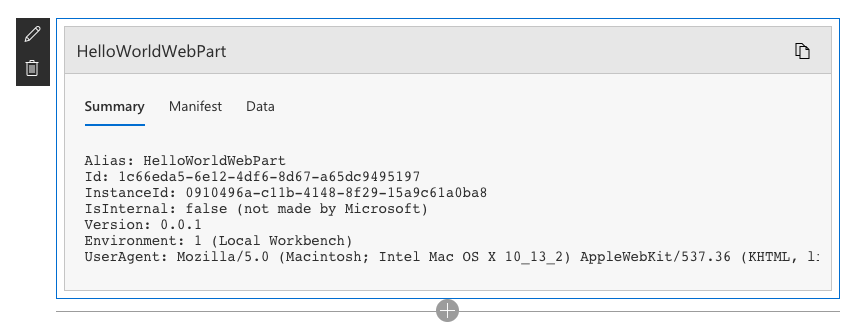 HelloWorldWebPart
Summary Manifest Data
Alias: HelloWorldWebPart
Id: 1c66eda5-6e12-4df6-8d67-a65dc9495197
InstanceId: 0910496a-c11b-4148-8f29-15a9c61a0ba8
IsInternal: false (not made by Microsoft)
Version: 0.0.1
Environment: 1 (Local Workbench)
UserAgent: Mozilla/5.0 (Macintosh; Intel Mac OS X 10_13_2) AppleWebKit/537.36 (KHTML,